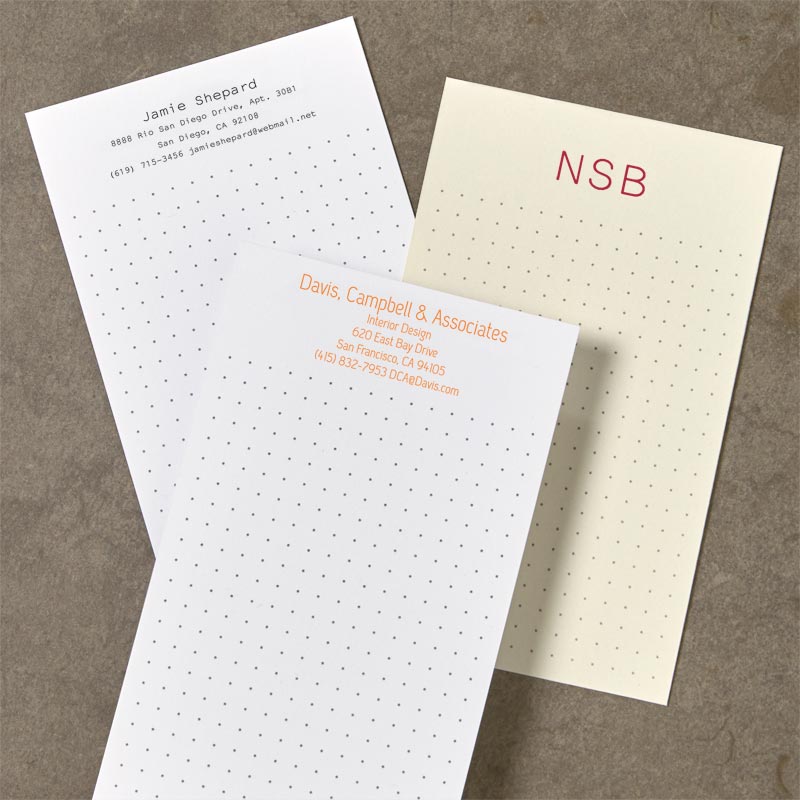 Jamie Shepard
8888 Rio San Diego Drive, Apt. 3081
San Diego, CA 92108
(619) 715-3456 jamieshepard@webmail.net
NSB
Davis, Campbell & Associates
Interior Design
620 East Bay Drive
San Francisco, CA 94105
(415) 832-7953 DCA@Davis.com